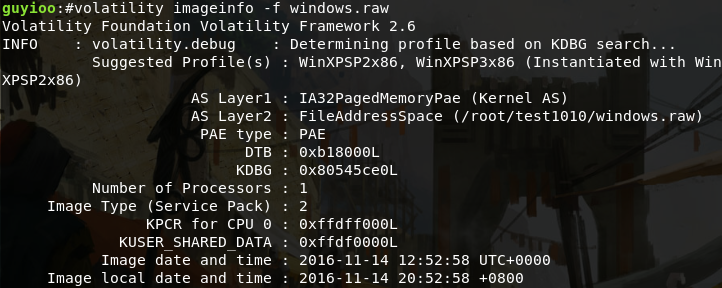 guyioo:#volatility imageinfo -f windows.raw
Volatility Foundation Volatility Framework 2.6
INFO    : volatility.debug    : Determining profile based on KDBG search...
          Suggested Profile(s) : WinXPSP2x86, WinXPSP3x86 (Instantiated with Win
XPSP2x86)
                     AS Layer1 : IA32PagedMemoryPae (Kernel AS)
                     AS Layer2 : FileAddressSpace (/root/test1010/windows.raw)
                      PAE type : PAE
                           DTB : 0xb18000L
                          KDBG : 0x80545ce0L
          Number of Processors : 1
     Image Type (Service Pack) : 2
                KPCR for CPU 0 : 0xffdff000L
             KUSER_SHARED_DATA : 0xffdf0000L
           Image date and time : 2016-11-14 12:52:58 UTC+0000
     Image local date and time : 2016-11-14 20:52:58 +0800